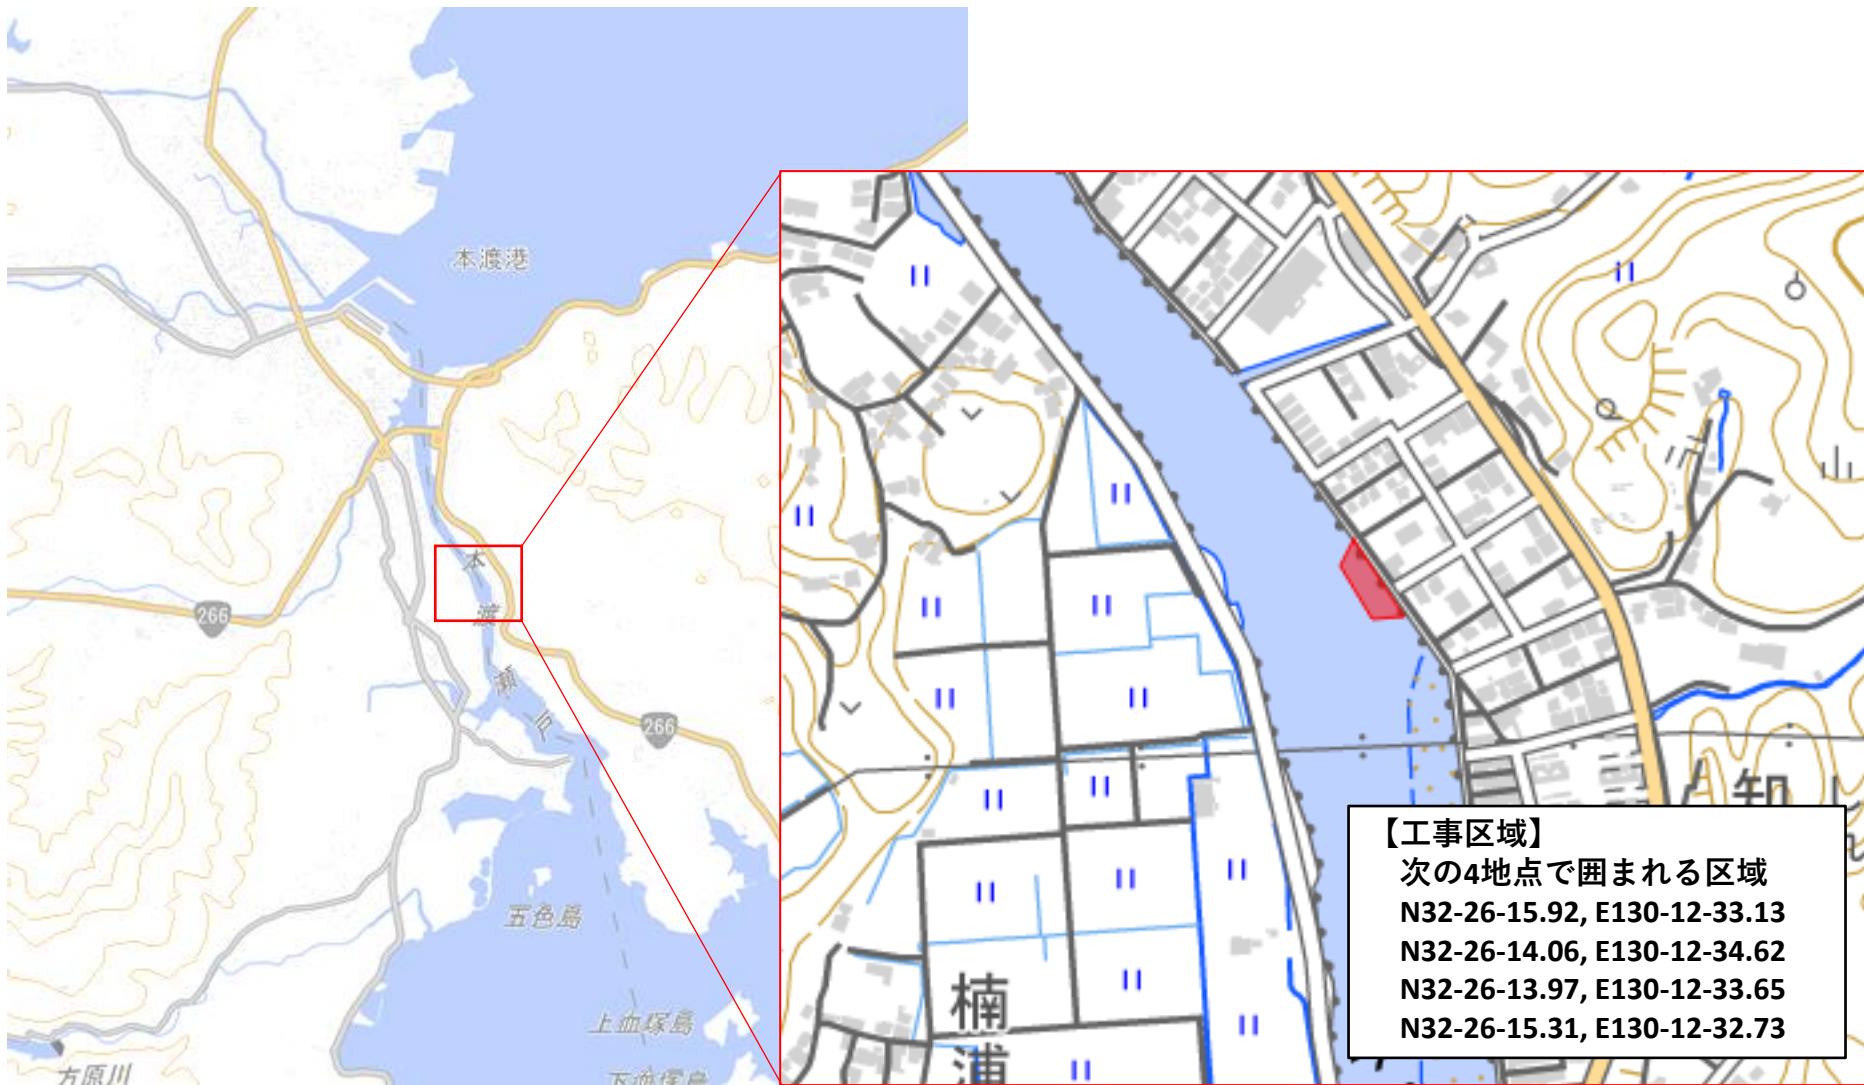 本渡港
266
本
渡
瀬
戸
266
五色島
上血塚島
下血塚島
方原川
楠
浦
知
【工事区域】
次の4地点で囲まれる区域
N32-26-15.92, E130-12-33.13
N32-26-14.06, E130-12-34.62
N32-26-13.97, E130-12-33.65
N32-26-15.31, E130-12-32.73